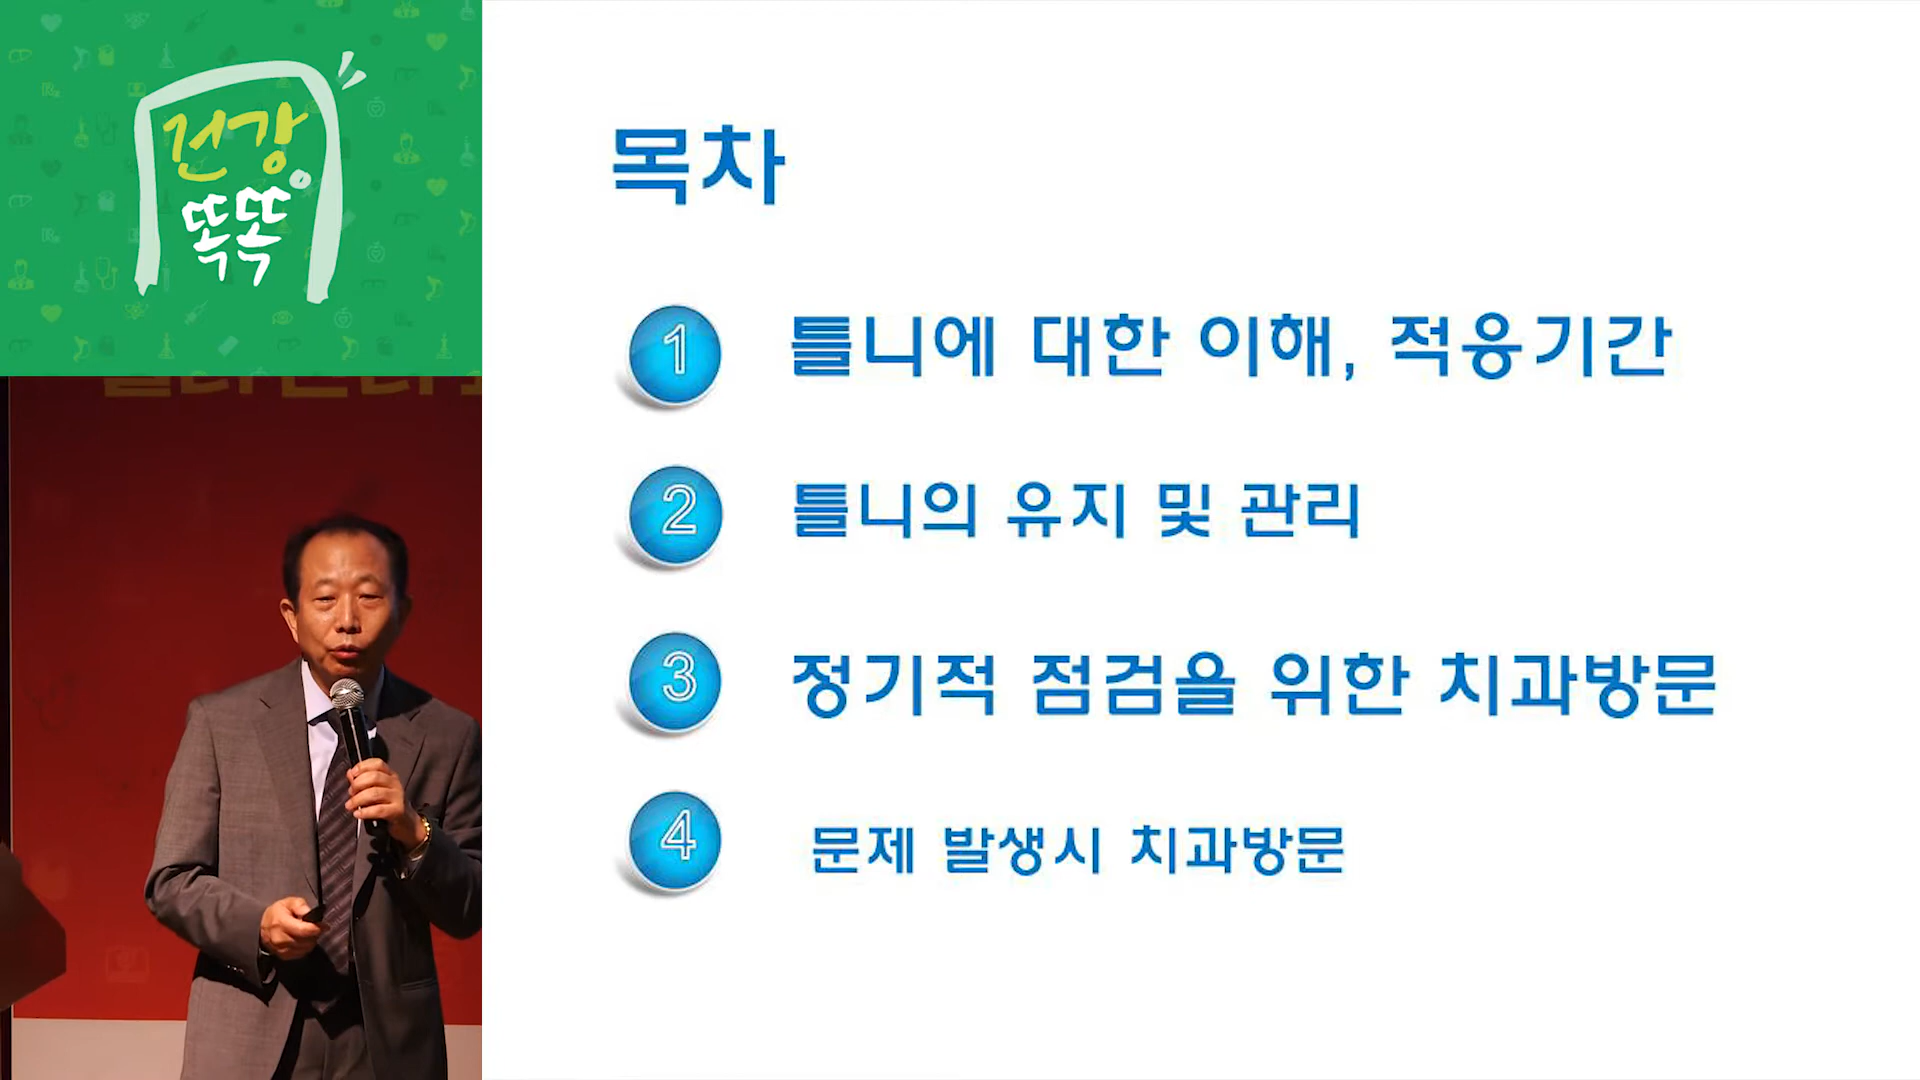 건강
똑똑
목차
1 틀니에 대한 이해, 적응기간
2 틀니의 유지 및 관리
3 정기적 점검을 위한 치과방문
4 문제 발생시 치과방문